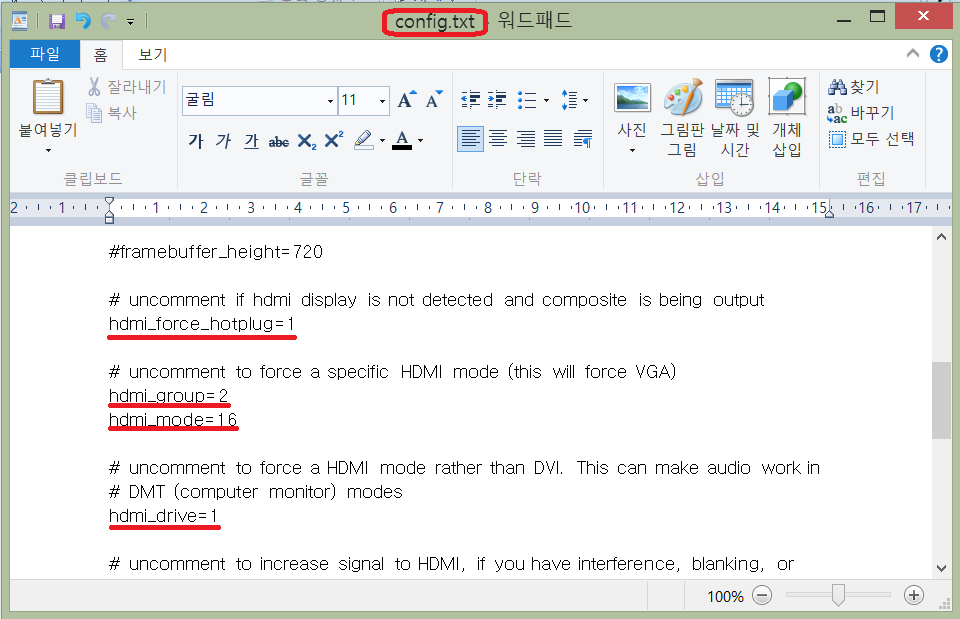 config.txt - 워드패드
파일 홈 보기
붙여넣기
잘라내기
복사
클립보드
굴림 11
가 가 가 abc X₂ X² A
글꼴
단락
사진
그림판 그림
날짜 및 시간
개체 삽입
삽입
찾기
바꾸기
모두 선택
편집
2 1 1 2 3 4 5 6 7 8 9 10 11 12 13 14 15 16 17
#framebuffer_height=720
# uncomment if hdmi display is not detected and composite is being output
hdmi_force_hotplug=1
# uncomment to force a specific HDMI mode (this will force VGA)
hdmi_group=2
hdmi_mode=16
# uncomment to force a HDMI mode rather than DVI. This can make audio work in
# DMT (computer monitor) modes
hdmi_drive=1
# uncomment to increase signal to HDMI, if you have interference, blanking, or
100%